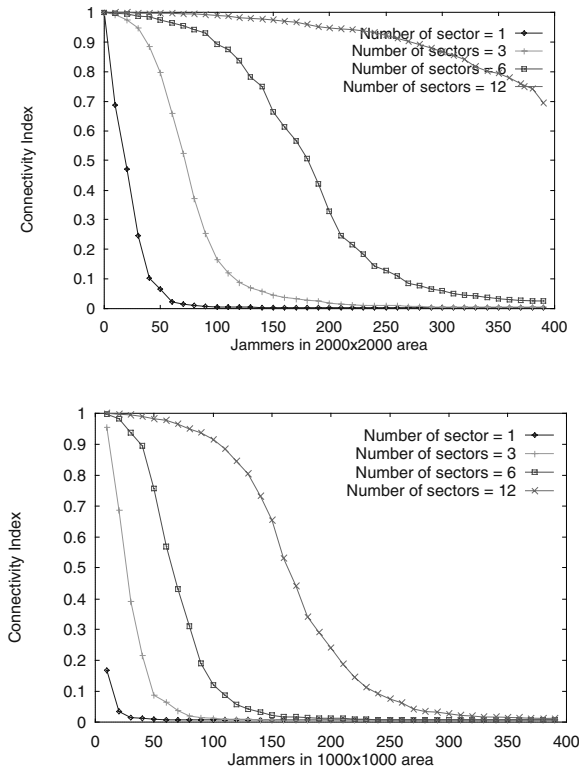 Connectivity Index
1
0.9
0.8
0.7
0.6
0.5
0.4
0.3
0.2
0.1
0
0 50 100 150 200 250 300 350 400
Jammers in 2000x2000 area
Number of sector = 1
Number of sectors = 3
Number of sectors = 6
Number of sectors = 12
Connectivity Index
1
0.9
0.8
0.7
0.6
0.5
0.4
0.3
0.2
0.1
0
0 50 100 150 200 250 300 350 400
Jammers in 1000x1000 area
Number of sector = 1
Number of sectors = 3
Number of sectors = 6
Number of sectors = 12